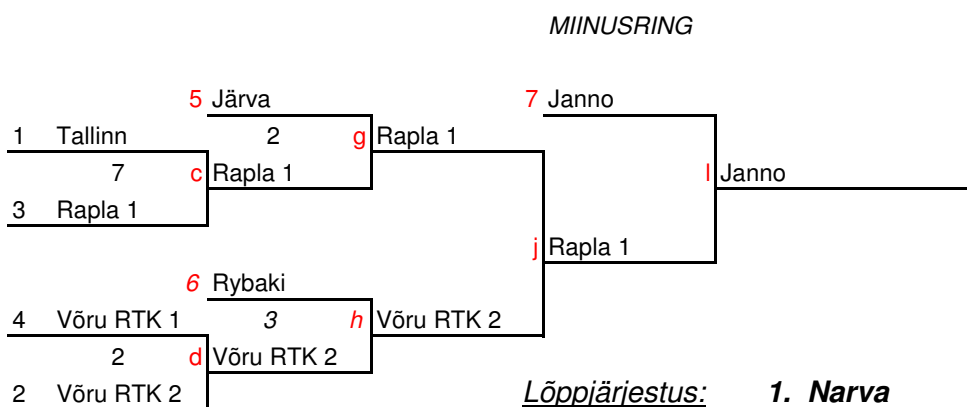 MIINUSRING
5 Järva 7 Janno
1 Tallinn 2 g Rapla 1
7 c Rapla 1 l Janno
3 Rapla 1
j Rapla 1
6 Rybaki
4 Võru RTK 1 3 h Võru RTK 2
2 d Võru RTK 2
2 Võru RTK 2 Lõppjärjestus: 1. Narva